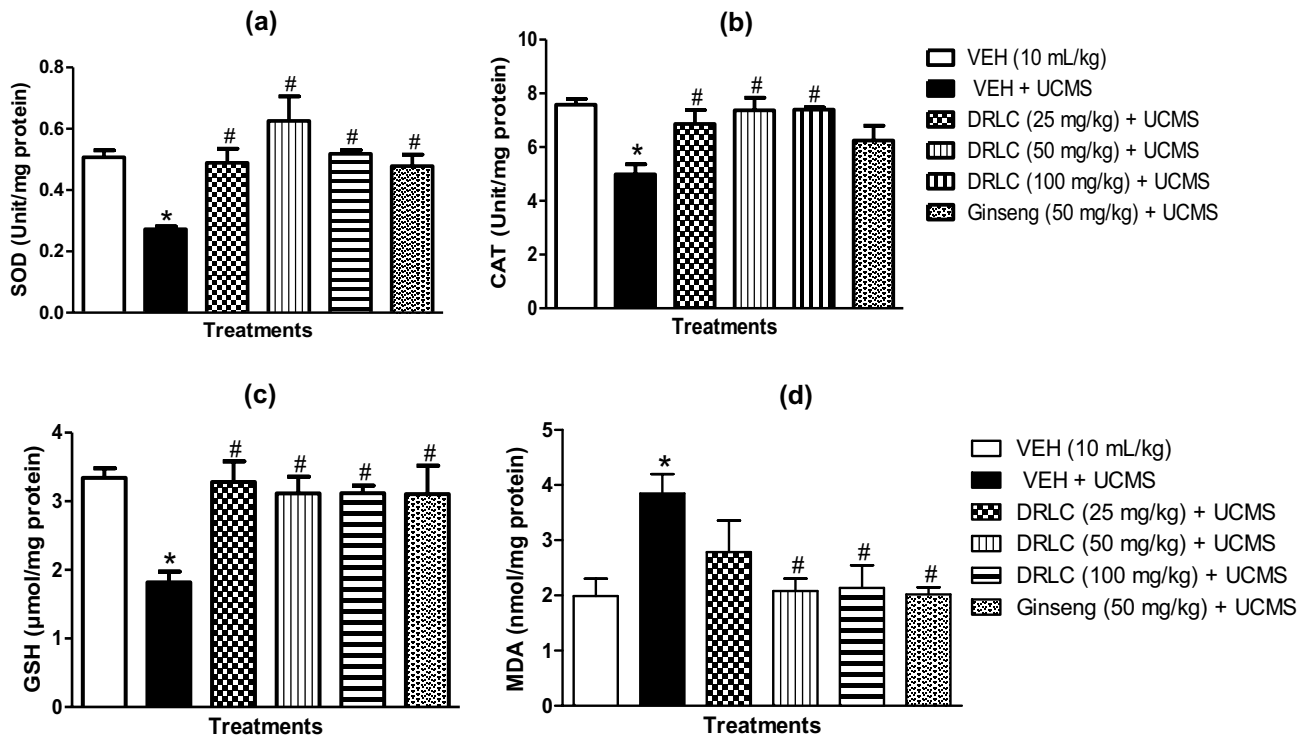 (a)
SOD (Unit/mg protein)
0.8
0.6
0.4
0.2
0.0
*
#
#
#
#
Treatments
(b)
CAT (Unit/mg protein)
10
8
6
4
2
0
*
#
#
#
Treatments
VEH (10 mL/kg)
VEH + UCMS
DRLC (25 mg/kg) + UCMS
DRLC (50 mg/kg) + UCMS
DRLC (100 mg/kg) + UCMS
Ginseng (50 mg/kg) + UCMS
(c)
GSH (µmol/mg protein)
4
3
2
1
0
*
#
#
#
#
Treatments
(d)
MDA (nmol/mg protein)
5
4
3
2
1
0
*
#
#
#
Treatments
VEH (10 mL/kg)
VEH + UCMS
DRLC (25 mg/kg) + UCMS
DRLC (50 mg/kg) + UCMS
DRLC (100 mg/kg) + UCMS
Ginseng (50 mg/kg) + UCMS